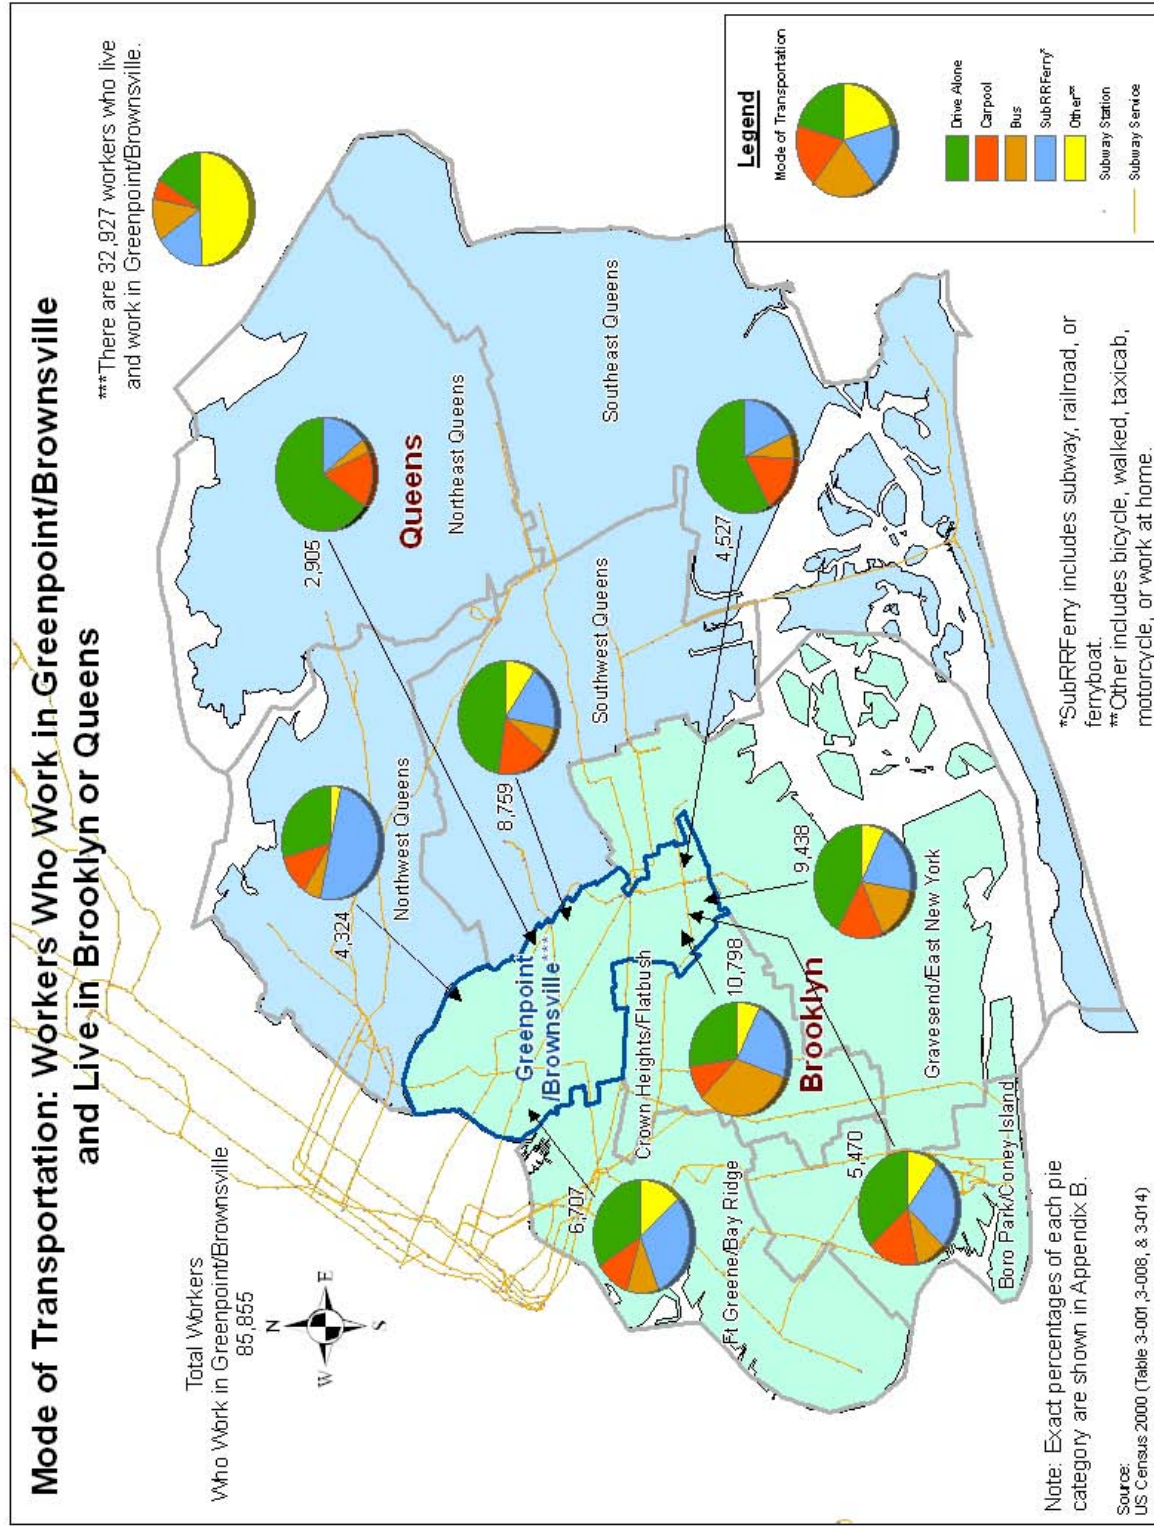 Mode of Transportation: Workers Who Work in Greenpoint/Brownsville
and Live in Brooklyn or Queens
***There are 32,927 workers who live
and work in Greenpoint/Brownsville.
Total Workers
Who Work in Greenpoint/Brownsville
85,855
N
W
E
S
4,324
Northwest Queens
2,905
Queens
Northeast Queens
8,759
Southwest Queens
Southeast Queens
4,527
Greenpoint
/Brownsville***
6,707
Crown Heights/Flatbush
10,798
9,438
Brooklyn
Ft Greene/Bay Ridge
5,470
Gravesend/East New York
Boro Park/Coney-Island
Legend
Mode of Transportation
Drive Alone
Carpool
Bus
SubRRFerry*
Other**
Subway Station
Subway Service
*SubRRFerry includes subway, railroad, or
ferryboat.
**Other includes bicycle, walked, taxicab,
motorcycle, or work at home.
Note: Exact percentages of each pie
category are shown in Appendix B.
Source:
US Census 2000 (Table 3-001,3-008, & 3-014)